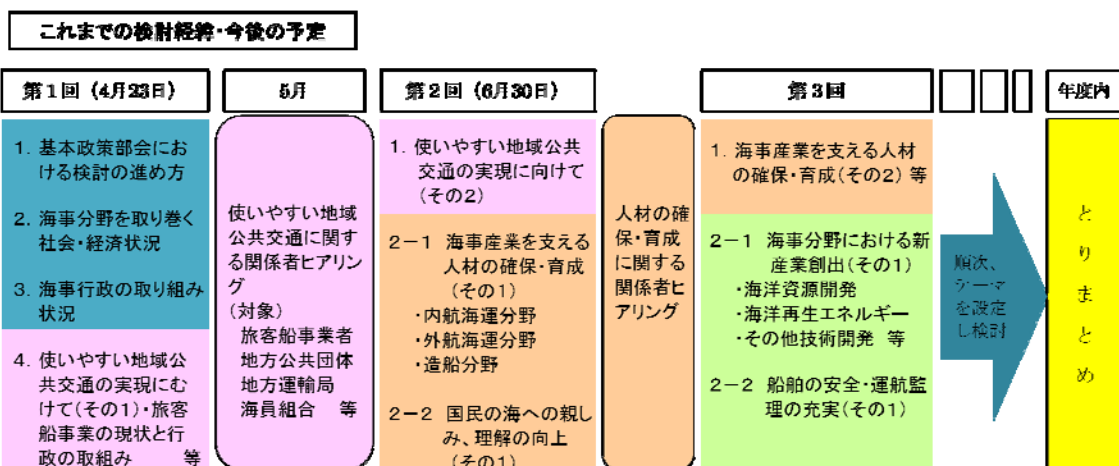 これまでの検討経緯・今後の予定
第1回（4月23日）
1. 基本政策部会にお
ける検討の進め方
2. 海事分野を取り巻く
社会・経済状況
3. 海事行政の取り組み
状況
4. 使いやすい地域公
共交通の実現にむ
けて(その1)・旅客
船事業の現状と行
政の取組み　等
5月
使いやすい地域
公共交通に関す
る関係者ヒアリン
グ
(対象)
旅客船事業者
地方公共団体
地方運輸局
海員組合　等
第2回（6月30日）
1. 使いやすい地域公共
交通の実現に向けて
(その2)
2－1 海事産業を支える
人材の確保・育成
(その1)
・内航海運分野
・外航海運分野
・造船分野
2－2 国民の海への親し
み、理解の向上
(その1)
人材の確
保・育成
に関する
関係者ヒ
アリング
第3回
1. 海事産業を支える人材
の確保・育成(その2) 等
2－1 海事分野における新
産業創出(その1)
・海洋資源開発
・海洋再生エネルギー
・その他技術開発 等
2－2 船舶の安全・運航監
理の充実(その1)
順次、
テーマ
を設定
し検討
年度内
とりまとめ